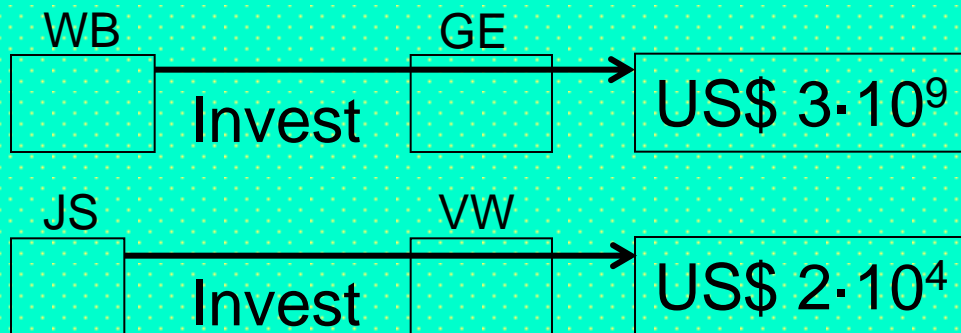 WB GE
Invest US$ 3·10⁹
JS VW
Invest US$ 2·10⁴